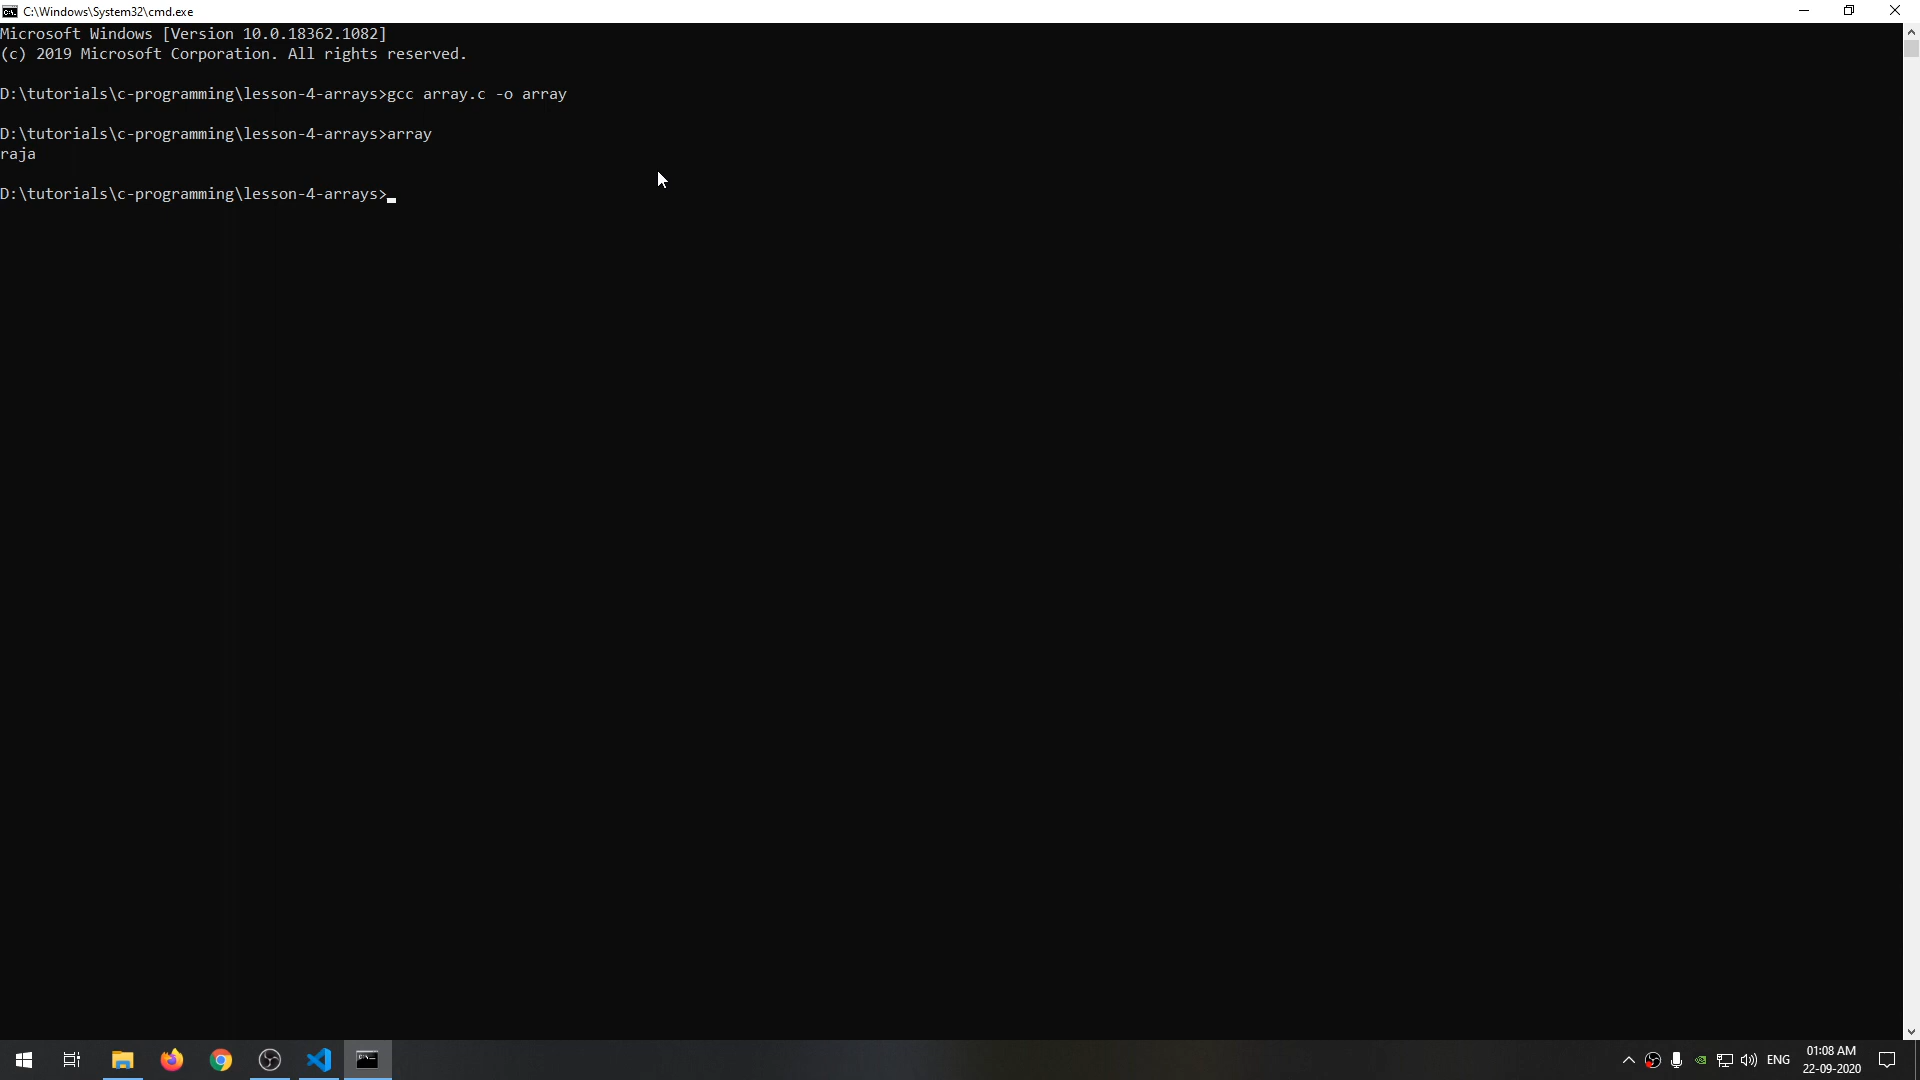 C:\Windows\System32\cmd.exe
Microsoft Windows [Version 10.0.18362.1082]
(c) 2019 Microsoft Corporation. All rights reserved.
D:\tutorials\c-programming\lesson-4-arrays>gcc array.c -o array
D:\tutorials\c-programming\lesson-4-arrays>array
raja
D:\tutorials\c-programming\lesson-4-arrays>
ENG
01:08 AM
22-09-2020